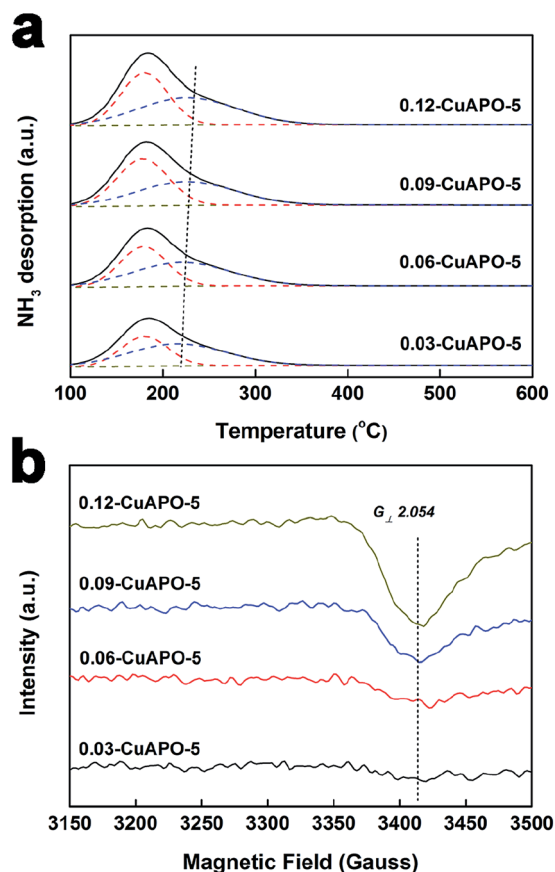 a
NH3 desorption (a.u.)
0.12-CuAPO-5
0.09-CuAPO-5
0.06-CuAPO-5
0.03-CuAPO-5
100 200 300 400 500 600
Temperature (oC)
b
Intensity (a.u.)
0.12-CuAPO-5
G⊥ 2.054
0.09-CuAPO-5
0.06-CuAPO-5
0.03-CuAPO-5
3150 3200 3250 3300 3350 3400 3450 3500
Magnetic Field (Gauss)